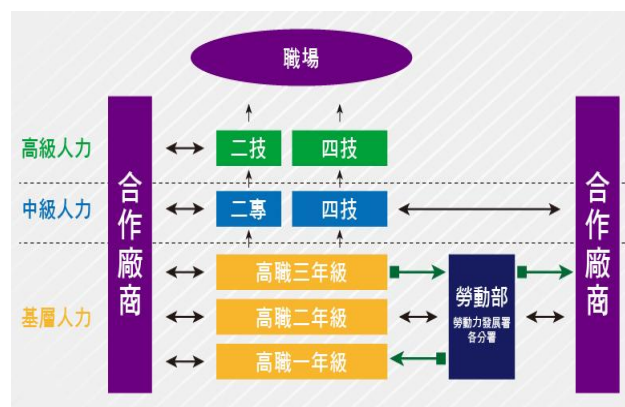 職場
高級人力
二技
四技
中級人力
二專
四技
合作廠商
合作廠商
基層人力
高職三年級
高職二年級
高職一年級
勞動部
勞動力發展署
各分署